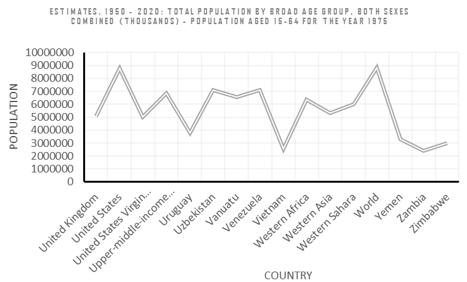 ESTIMATES, 1950 - 2020: TOTAL POPULATION BY BROAD AGE GROUP, BOTH SEXES
COMBINED (THOUSANDS) - POPULATION AGED 15-64 FOR THE YEAR 1975
POPULATION
10000000
9000000
8000000
7000000
6000000
5000000
4000000
3000000
2000000
1000000
0
United Kingdom
United States
United States Virgin...
Upper-middle-income...
Uruguay
Uzbekistan
Vanuatu
Venezuela
Vietnam
Western Africa
Western Asia
Western Sahara
World
Yemen
Zambia
Zimbabwe
COUNTRY